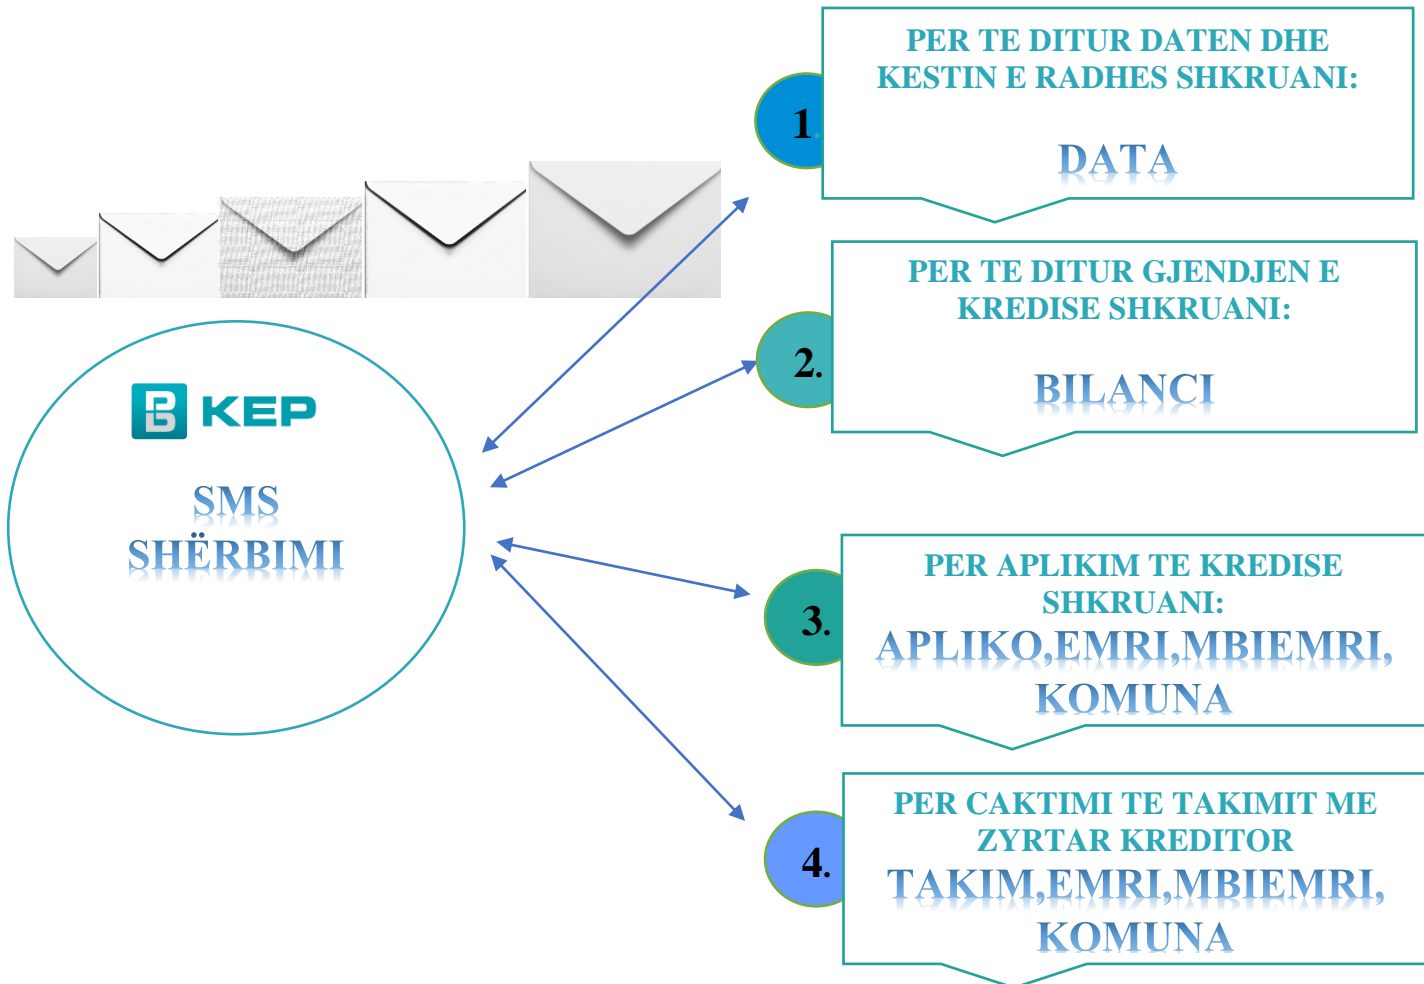 KEP
SMS
SHËRBIMI
1.
PER TE DITUR DATEN DHE
KESTIN E RADHES SHKRUANI:
DATA
2.
PER TE DITUR GJENDJEN E
KREDISE SHKRUANI:
BILANCI
3.
PER APLIKIM TE KREDISE
SHKRUANI:
APLIKO,EMRI,MBIEMRI,
KOMUNA
4.
PER CAKTIMI TE TAKIMIT ME
ZYRTAR KREDITOR
TAKIM,EMRI,MBIEMRI,
KOMUNA